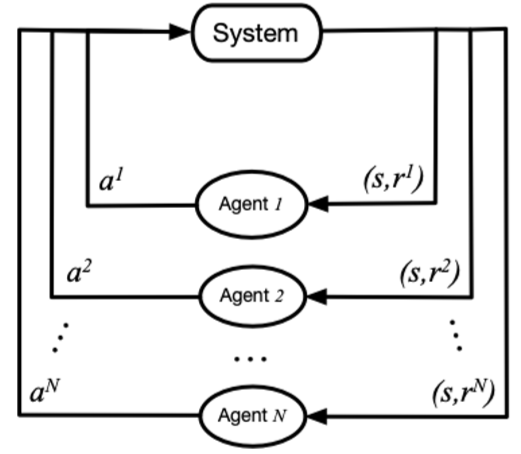 System
a¹ (s,r¹)
Agent 1
a² (s,r²)
Agent 2
...
aᴺ (s,rᴺ)
Agent N